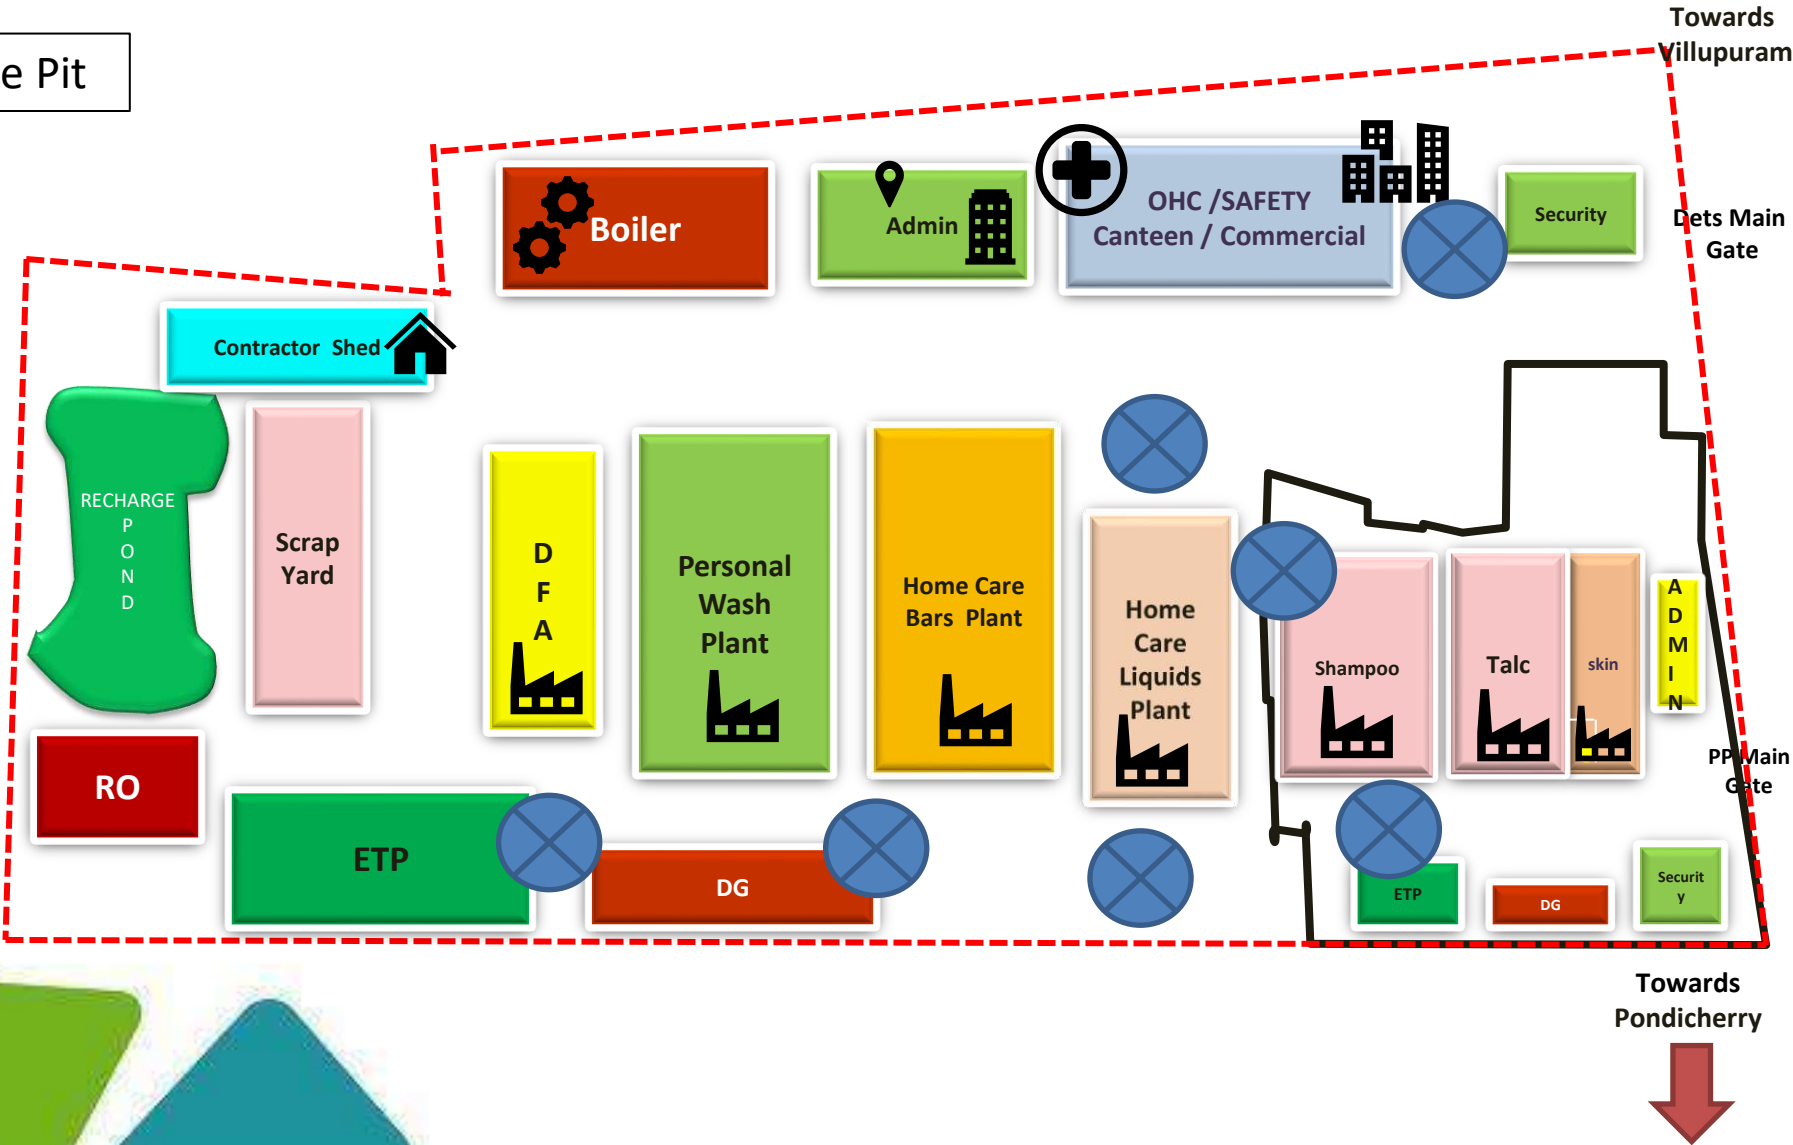 Towards
Villupuram
e Pit
Boiler
Admin
OHC /SAFETY
Canteen / Commercial
Security
Dets Main
Gate
Contractor Shed
RECHARGE
P
O
N
D
Scrap
Yard
D
F
A
Personal
Wash
Plant
Home Care
Bars Plant
Home
Care
Liquids
Plant
Shampoo
Talc
skin
A
D
M
I
N
PP Main
Gate
RO
ETP
DG
ETP
DG
Securit
y
Towards
Pondicherry